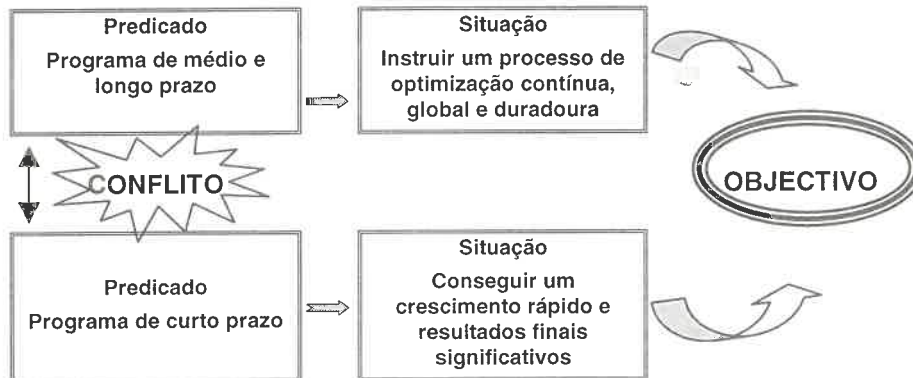 Predicado
Programa de médio e
longo prazo
Situação
Instruir um processo de
optimização contínua,
global e duradoura
CONFLITO
OBJECTIVO
Predicado
Programa de curto prazo
Situação
Conseguir um
crescimento rápido e
resultados finais
significativos